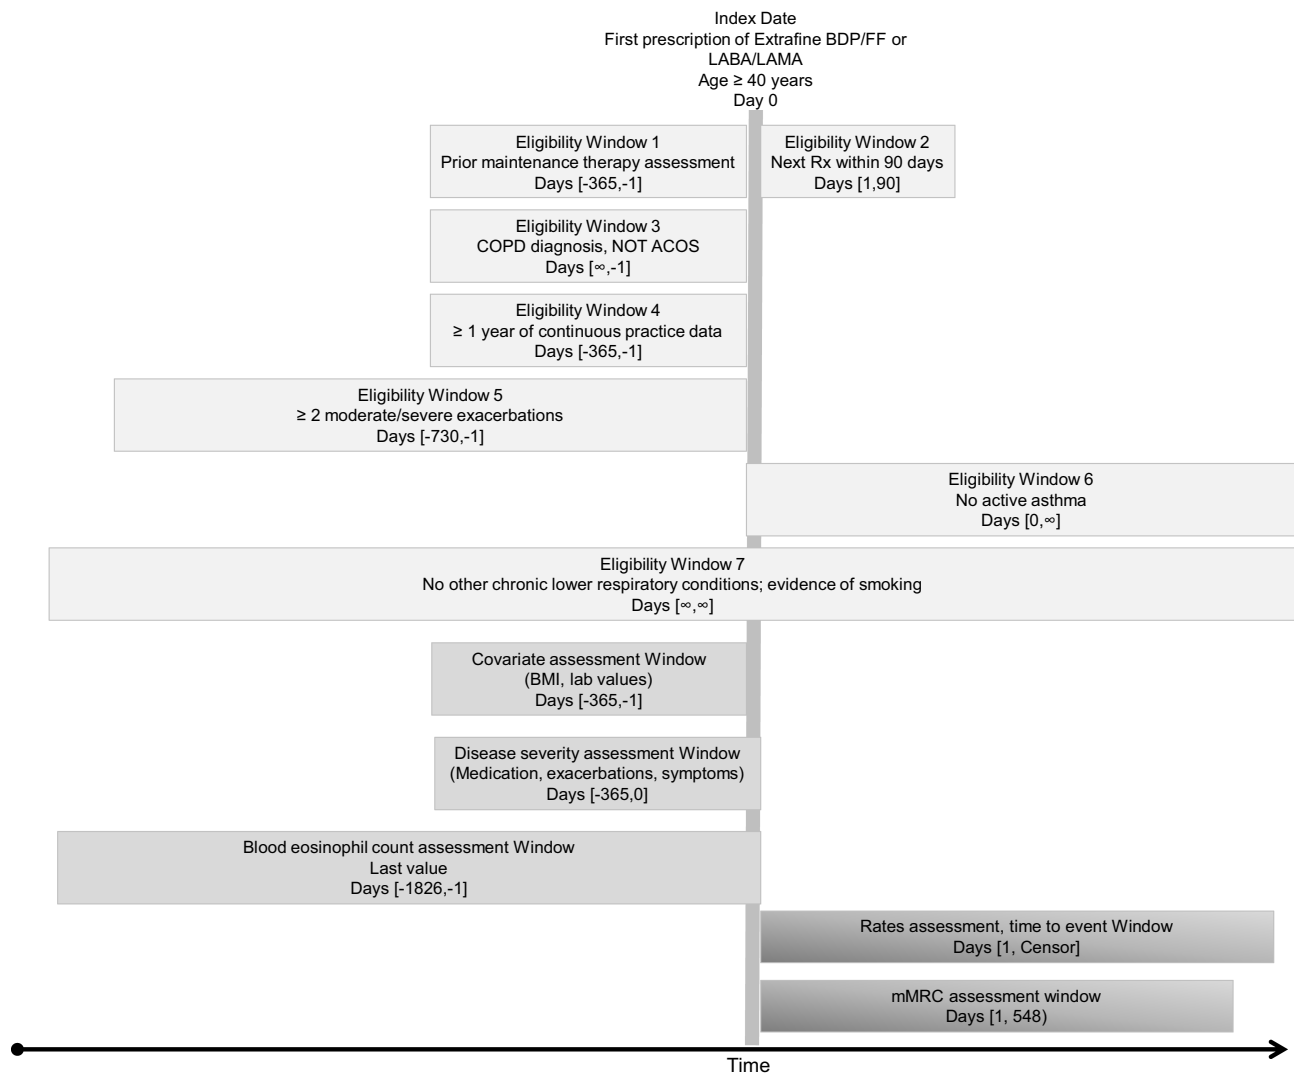 Index Date
First prescription of Extrafine BDP/FF or
LABA/LAMA
Age ≥ 40 years
Day 0
Eligibility Window 1
Prior maintenance therapy assessment
Days [-365,-1]
Eligibility Window 2
Next Rx within 90 days
Days [1,90]
Eligibility Window 3
COPD diagnosis, NOT ACOS
Days [∞,-1]
Eligibility Window 4
≥ 1 year of continuous practice data
Days [-365,-1]
Eligibility Window 5
≥ 2 moderate/severe exacerbations
Days [-730,-1]
Eligibility Window 6
No active asthma
Days [0,∞]
Eligibility Window 7
No other chronic lower respiratory conditions; evidence of smoking
Days [∞,∞]
Covariate assessment Window
(BMI, lab values)
Days [-365,-1]
Disease severity assessment Window
(Medication, exacerbations, symptoms)
Days [-365,0]
Blood eosinophil count assessment Window
Last value
Days [-1826,-1]
Rates assessment, time to event Window
Days [1, Censor]
mMRC assessment window
Days [1, 548)
Time